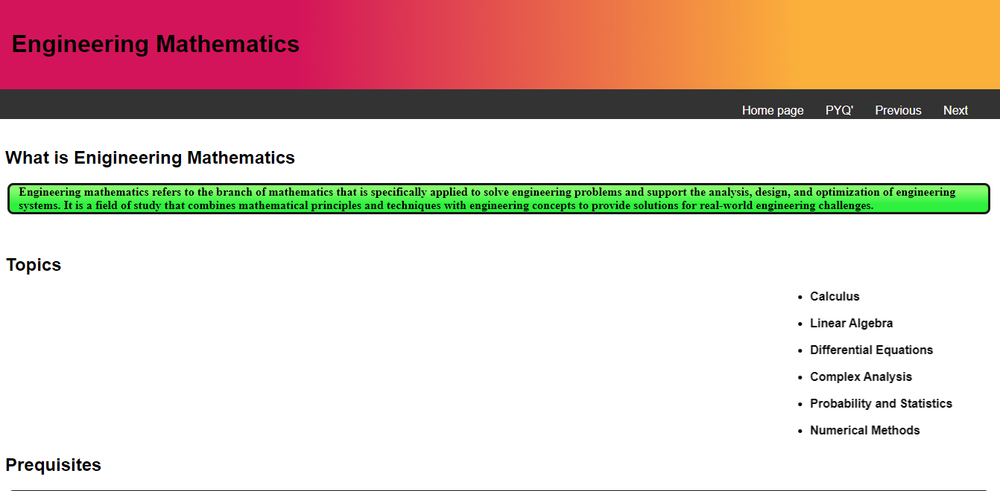 Engineering Mathematics
Home page PYQ' Previous Next
What is Enigineering Mathematics
Engineering mathematics refers to the branch of mathematics that is specifically applied to solve engineering problems and support the analysis, design, and optimization of engineering
systems. It is a field of study that combines mathematical principles and techniques with engineering concepts to provide solutions for real-world engineering challenges.
Topics
• Calculus
• Linear Algebra
• Differential Equations
• Complex Analysis
• Probability and Statistics
• Numerical Methods
Prequisites